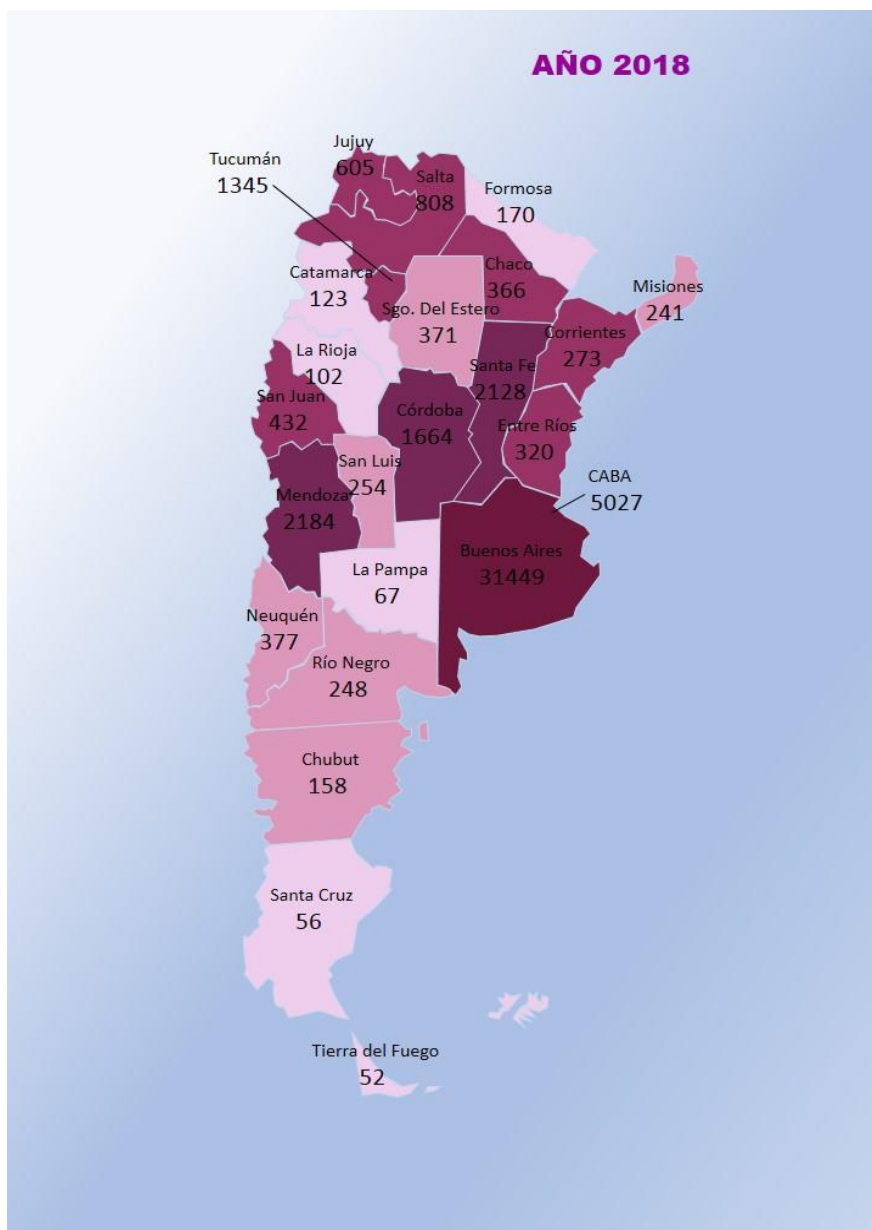 AÑO 2018
Jujuy
605
Tucumán
1345
Salta
808
Formosa
170
Catamarca
123
Chaco
366
Misiones
241
Sgo. Del Estero
371
Corrientes
273
La Rioja
102
Santa Fe
2128
San Juan
432
Córdoba
1664
Entre Ríos
320
San Luis
254
CABA
5027
Mendoza
2184
Buenos Aires
31449
La Pampa
67
Neuquén
377
Río Negro
248
Chubut
158
Santa Cruz
56
Tierra del Fuego
52